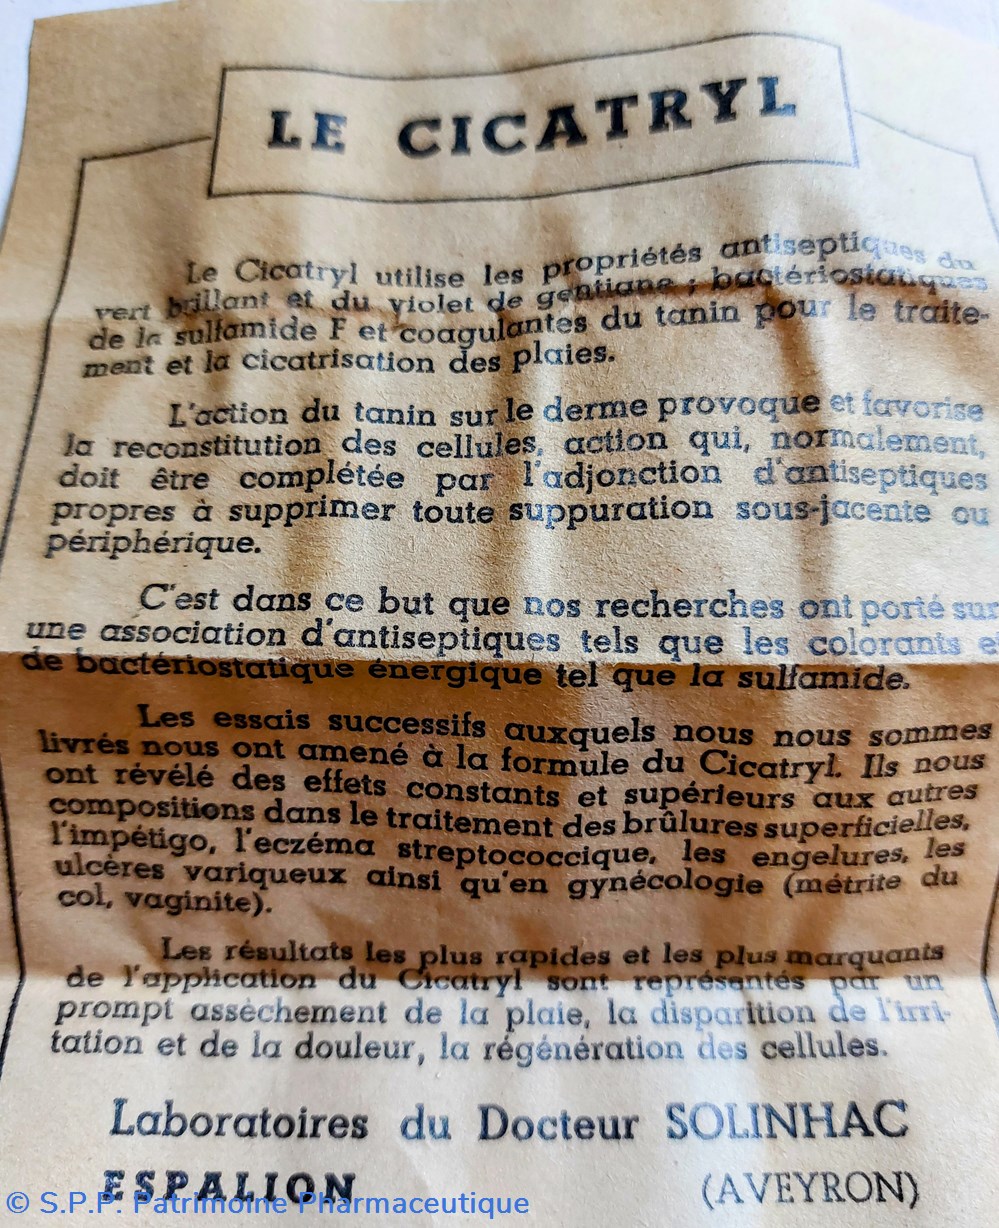 LE CICATRYL
Le Cicatryl utilise les propriétés antiseptiques du
vert brillant et du violet de gentiane ; bactériostatiques
de la sulfamide F et coagulantes du tanin pour le traite-
ment et la cicatrisation des plaies.
L'action du tanin sur le derme provoque et favorise
la reconstitution des cellules, action qui, normalement,
doit être complétée par l'adjonction d'antiseptiques
propres à supprimer toute suppuration sous-jacente ou
périphérique.
C'est dans ce but que nos recherches ont porté sur
une association d'antiseptiques tels que les colorants e
de bactériostatique énergique tel que la sulfamide.
Les essais successifs auxquels nous nous sommes
livrés nous ont amené à la formule du Cicatryl. Ils nous
ont révélé des effets constants et supérieurs aux autres
compositions dans le traitement des brûlures superficielles,
l'impétigo, l'eczéma streptococcique, les engelures, les
ulcères variqueux ainsi qu'en gynécologie (métrite du
col, vaginite).
Les résultats les plus rapides et les plus marquants
de l'application du Cicatryl sont représentés par un
prompt assèchement de la plaie, la disparition de l'irri-
tation et de la douleur, la régénération des cellules.
Laboratoires du Docteur SOLINHAC
ESPALION (AVEYRON)
© S.P.P. Patrimoine Pharmaceutique